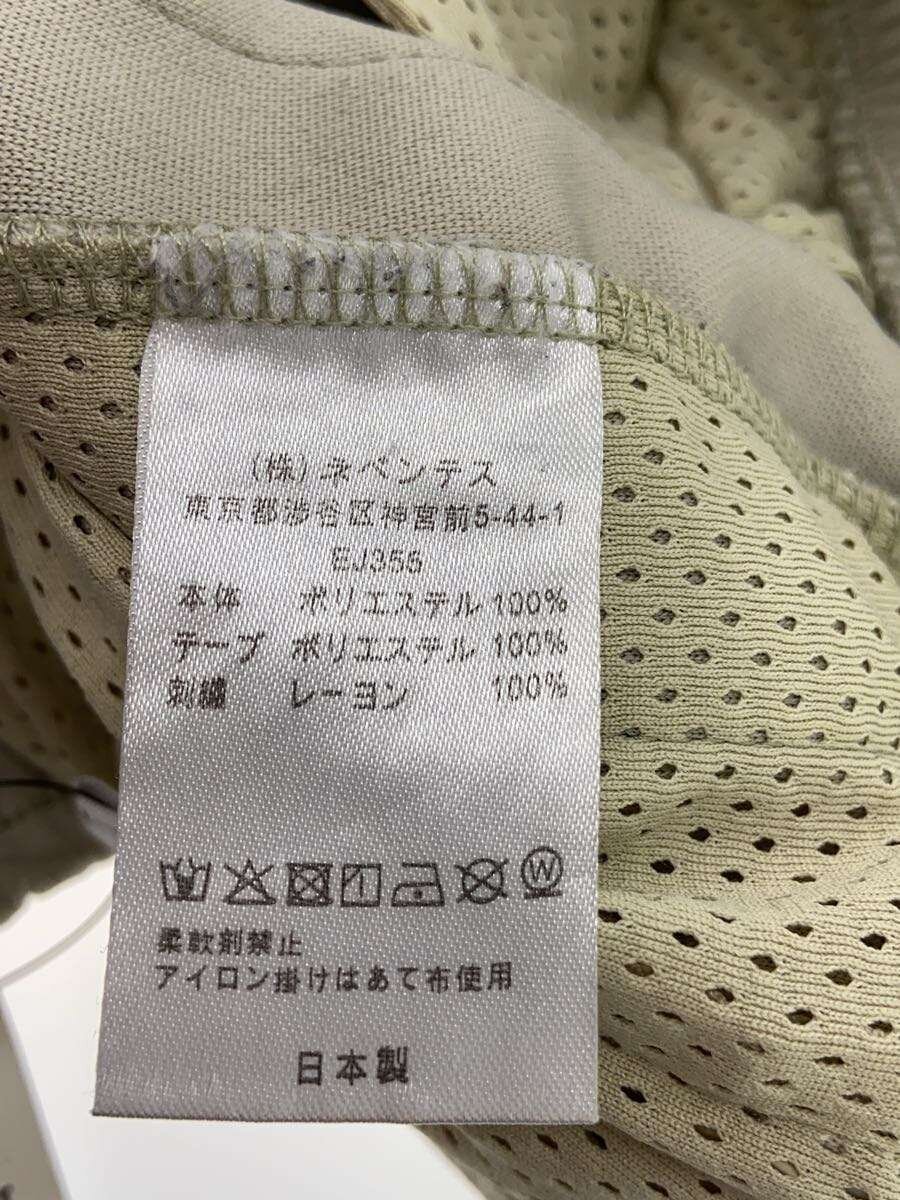 (株)ネペンテス
東京都渋谷区神宮前5-44-1
EJ355
本体 ポリエステル 100%
テープ ポリエステル 100%
刺繍 レーヨン 100%
W
柔軟剤禁止
アイロン掛けはあて布使用
日本製